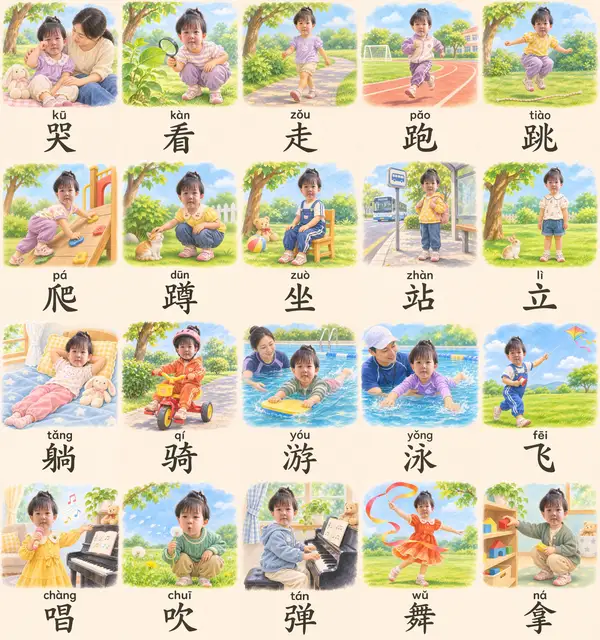 kū kàn zǒu pǎo tiào
哭 看 走 跑 跳
pá dūn zuò zhàn lì
爬 蹲 坐 站 立
tǎng qí yóu yǒng fēi
躺 骑 游 泳 飞
chàng chuī tán wǔ ná
唱 吹 弹 舞 拿